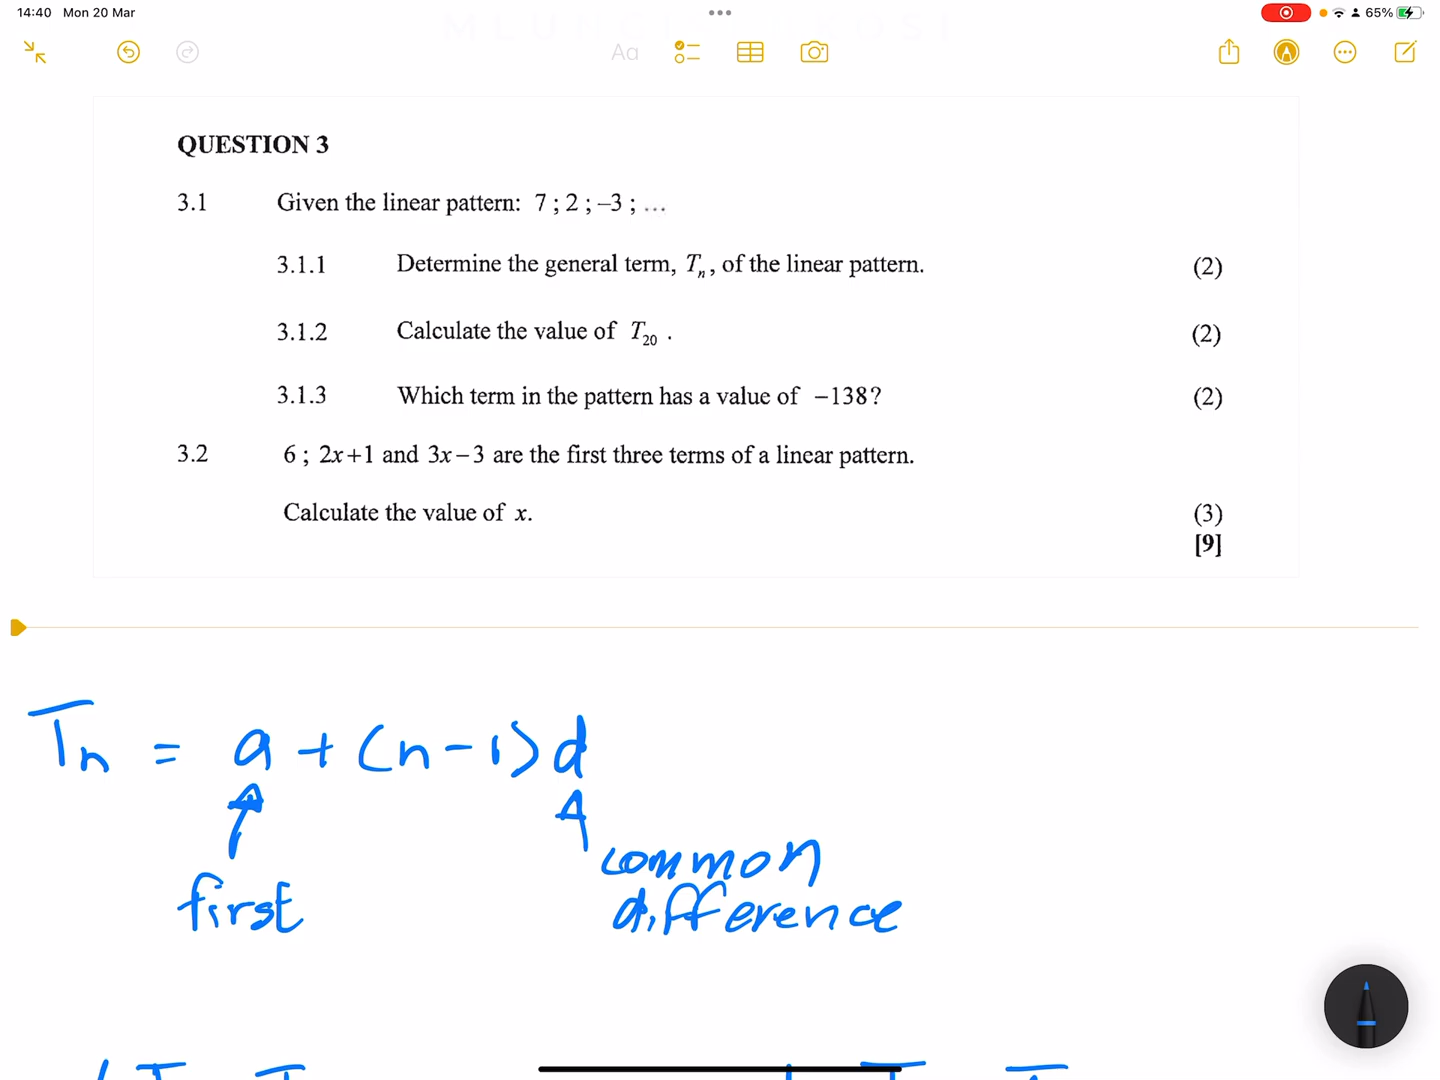 14:40 Mon 20 Mar
65%
Aa
QUESTION 3
3.1 Given the linear pattern: 7 ; 2 ; –3 ; …
3.1.1 Determine the general term, Tn, of the linear pattern. (2)
3.1.2 Calculate the value of T20 . (2)
3.1.3 Which term in the pattern has a value of –138? (2)
3.2 6 ; 2x+1 and 3x–3 are the first three terms of a linear pattern.
Calculate the value of x. (3)
[9]
Tn = a + (n-1)d
first
common
difference